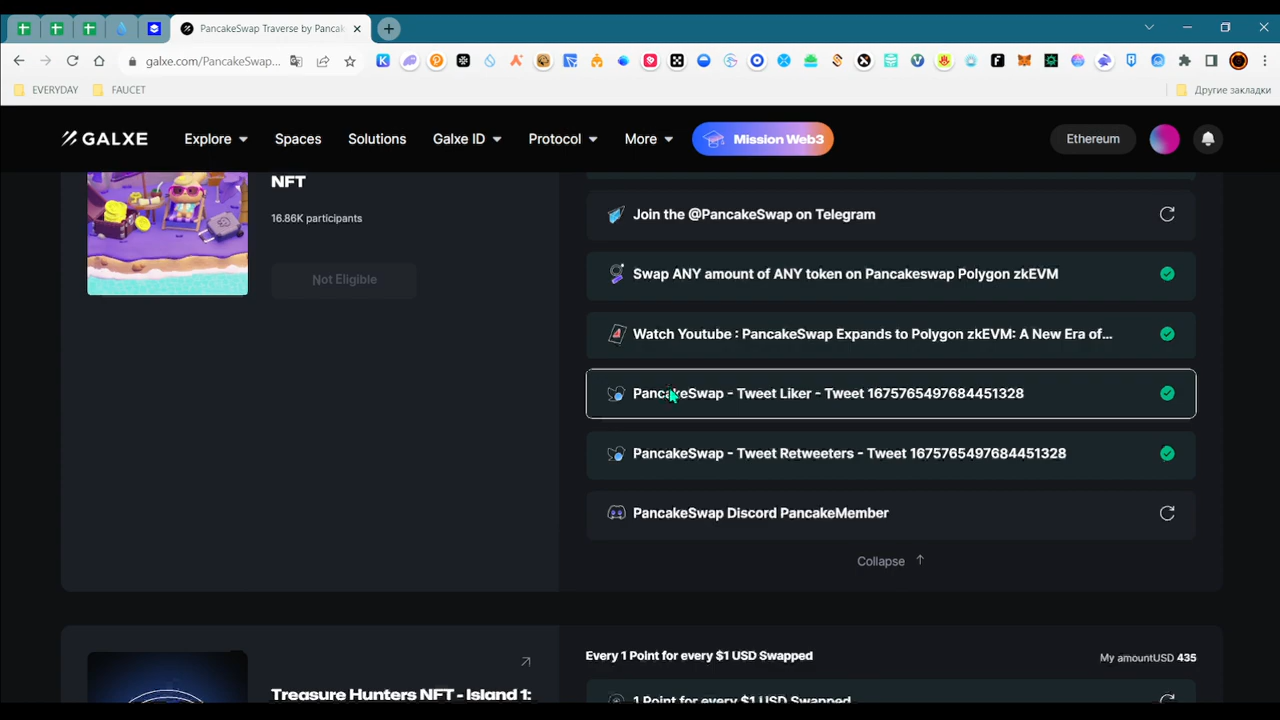 PancakeSwap Traverse by Pancak
galxe.com/PancakeSwap...
EVERYDAY
FAUCET
Другие закладки
GALXE
Explore
Spaces
Solutions
Galxe ID
Protocol
More
Mission Web3
Ethereum
NFT
16.86K participants
Not Eligible
Join the @PancakeSwap on Telegram
Swap ANY amount of ANY token on Pancakeswap Polygon zkEVM
Watch Youtube : PancakeSwap Expands to Polygon zkEVM: A New Era of...
PancakeSwap - Tweet Liker - Tweet 1675765497684451328
PancakeSwap - Tweet Retweeters - Tweet 1675765497684451328
PancakeSwap Discord PancakeMember
Collapse
Treasure Hunters NFT - Island 1:
Every 1 Point for every $1 USD Swapped
My amountUSD 435
1 Point for every $1 USD Swapped